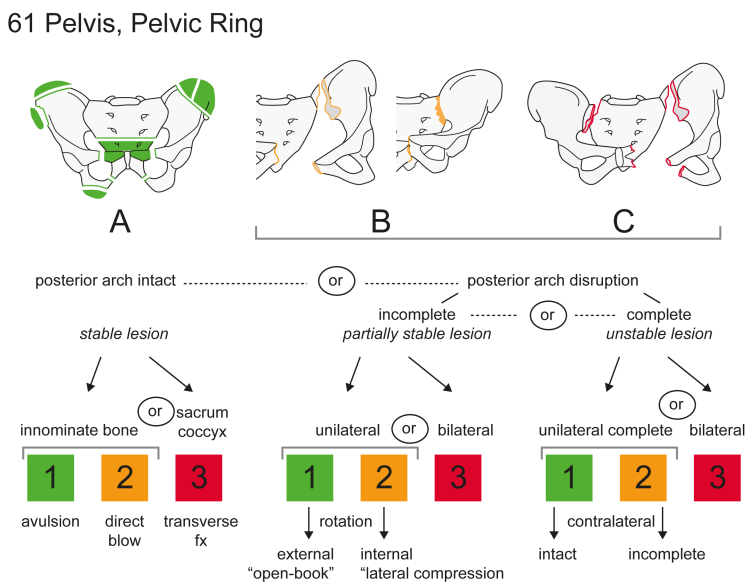 61 Pelvis, Pelvic Ring
A B C
posterior arch intact or posterior arch disruption
incomplete or complete
stable lesion partially stable lesion unstable lesion
innominate bone or sacrum coccyx unilateral or bilateral unilateral complete or bilateral
1 2 3 1 2 3 1 2 3
avulsion direct blow transverse fx rotation contralateral
external internal intact incomplete
“open-book” “lateral compression